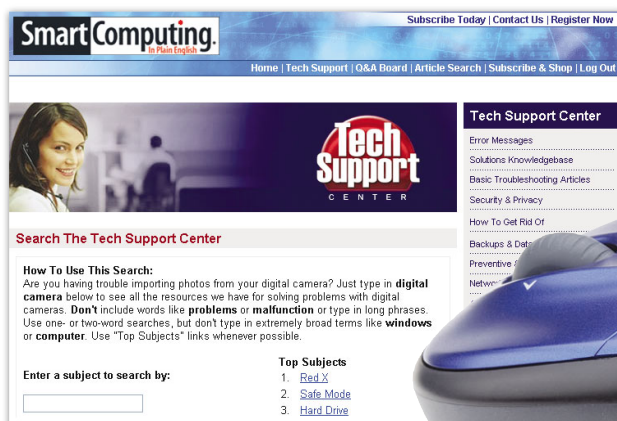 Subscribe Today | Contact Us | Register Now
SmartComputing.
In Plain English
Home | Tech Support | Q&A Board | Article Search | Subscribe & Shop | Log Out
Tech
Support
CENTER
Tech Support Center
Error Messages
Solutions Knowledgebase
Basic Troubleshooting Articles
Security & Privacy
How To Get Rid Of
Backups &
Preventive
Search The Tech Support Center
How To Use This Search:
Are you having trouble importing photos from your digital camera? Just type in digital
camera below to see all the resources we have for solving problems with digital
cameras. Don't include words like problems or malfunction or type in long phrases.
Use one- or two-word searches, but don't type in extremely broad terms like windows
or computer. Use "Top Subjects" links whenever possible.
Enter a subject to search by:
Top Subjects
1. Red X
2. Safe Mode
3. Hard Drive